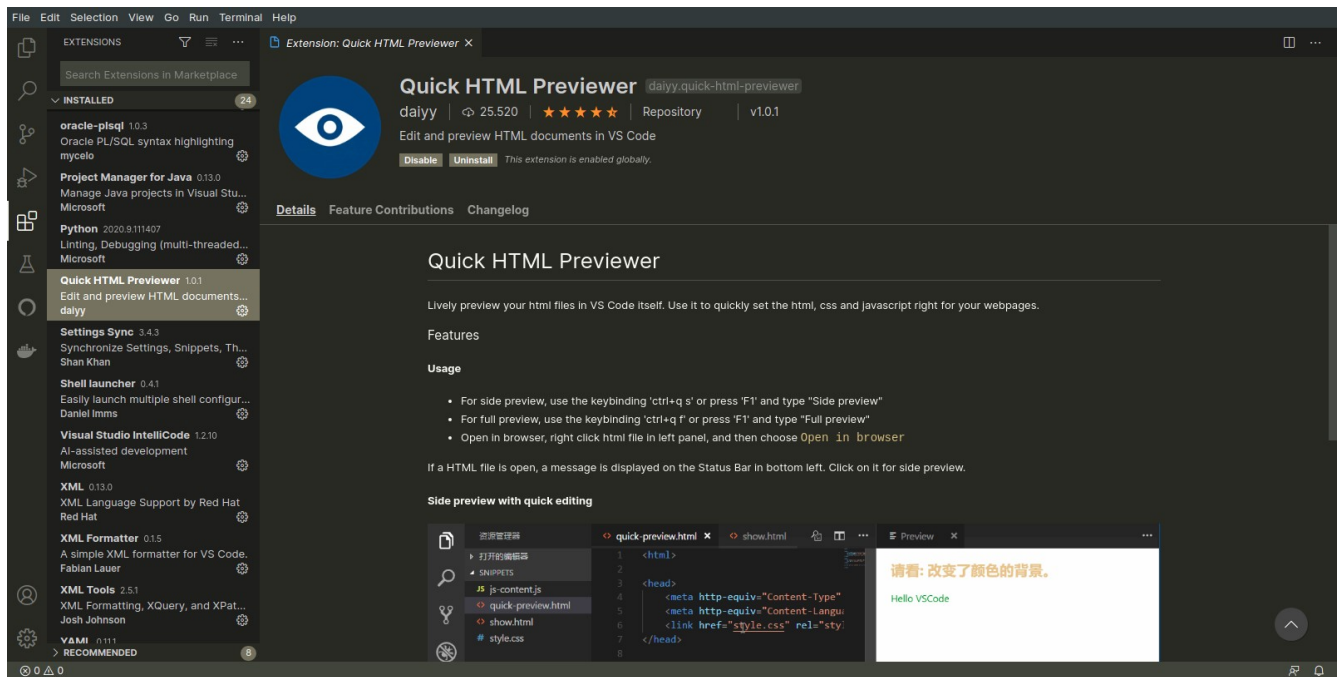 File Edit Selection View Go Run Terminal Help
EXTENSIONS
Search Extensions in Marketplace
INSTALLED 24
oracle-plsql 1.0.3
Oracle PL/SQL syntax highlighting
mycelo
Project Manager for Java 0.13.0
Manage Java projects in Visual Stu...
Microsoft
Python 2020.9.111407
Linting, Debugging (multi-threaded...
Microsoft
Quick HTML Previewer 1.0.1
Edit and preview HTML documents...
daiyy
Settings Sync 3.4.3
Synchronize Settings, Snippets, Th...
Shan Khan
Shell launcher 0.4.1
Easily launch multiple shell configur...
Daniel Imms
Visual Studio IntelliCode 1.2.10
AI-assisted development
Microsoft
XML 0.13.0
XML Language Support by Red Hat
Red Hat
XML Formatter 0.1.5
A simple XML formatter for VS Code.
Fabian Lauer
XML Tools 2.5.1
XML Formatting, XQuery, and XPat...
Josh Johnson
YAML 0.11.1
RECOMMENDED 8
0 0
Extension: Quick HTML Previewer
Quick HTML Previewer daiyy.quick-html-previewer
daiyy 25.520 Repository v1.0.1
Edit and preview HTML documents in VS Code
Disable Uninstall This extension is enabled globally.
Details Feature Contributions Changelog
Quick HTML Previewer
Lively preview your html files in VS Code itself. Use it to quickly set the html, css and javascript right for your webpages.
Features
Usage
• For side preview, use the keybinding 'ctrl+q s' or press 'F1' and type "Side preview"
• For full preview, use the keybinding 'ctrl+q f' or press 'F1' and type "Full preview"
• Open in browser, right click html file in left panel, and then choose Open in browser
If a HTML file is open, a message is displayed on the Status Bar in bottom left. Click on it for side preview.
Side preview with quick editing
资源管理器
打开的编辑器
SNIPPETS
JS js-content.js
<> quick-preview.html
<> show.html
# style.css
<> quick-preview.html <> show.html
1 <html>
2
3 <head>
4 <meta http-equiv="Content-Type"
5 <meta http-equiv="Content-Langu
6 <link href="style.css" rel="sty
7 </head>
8
Preview
请看: 改变了颜色的背景。
Hello VSCode